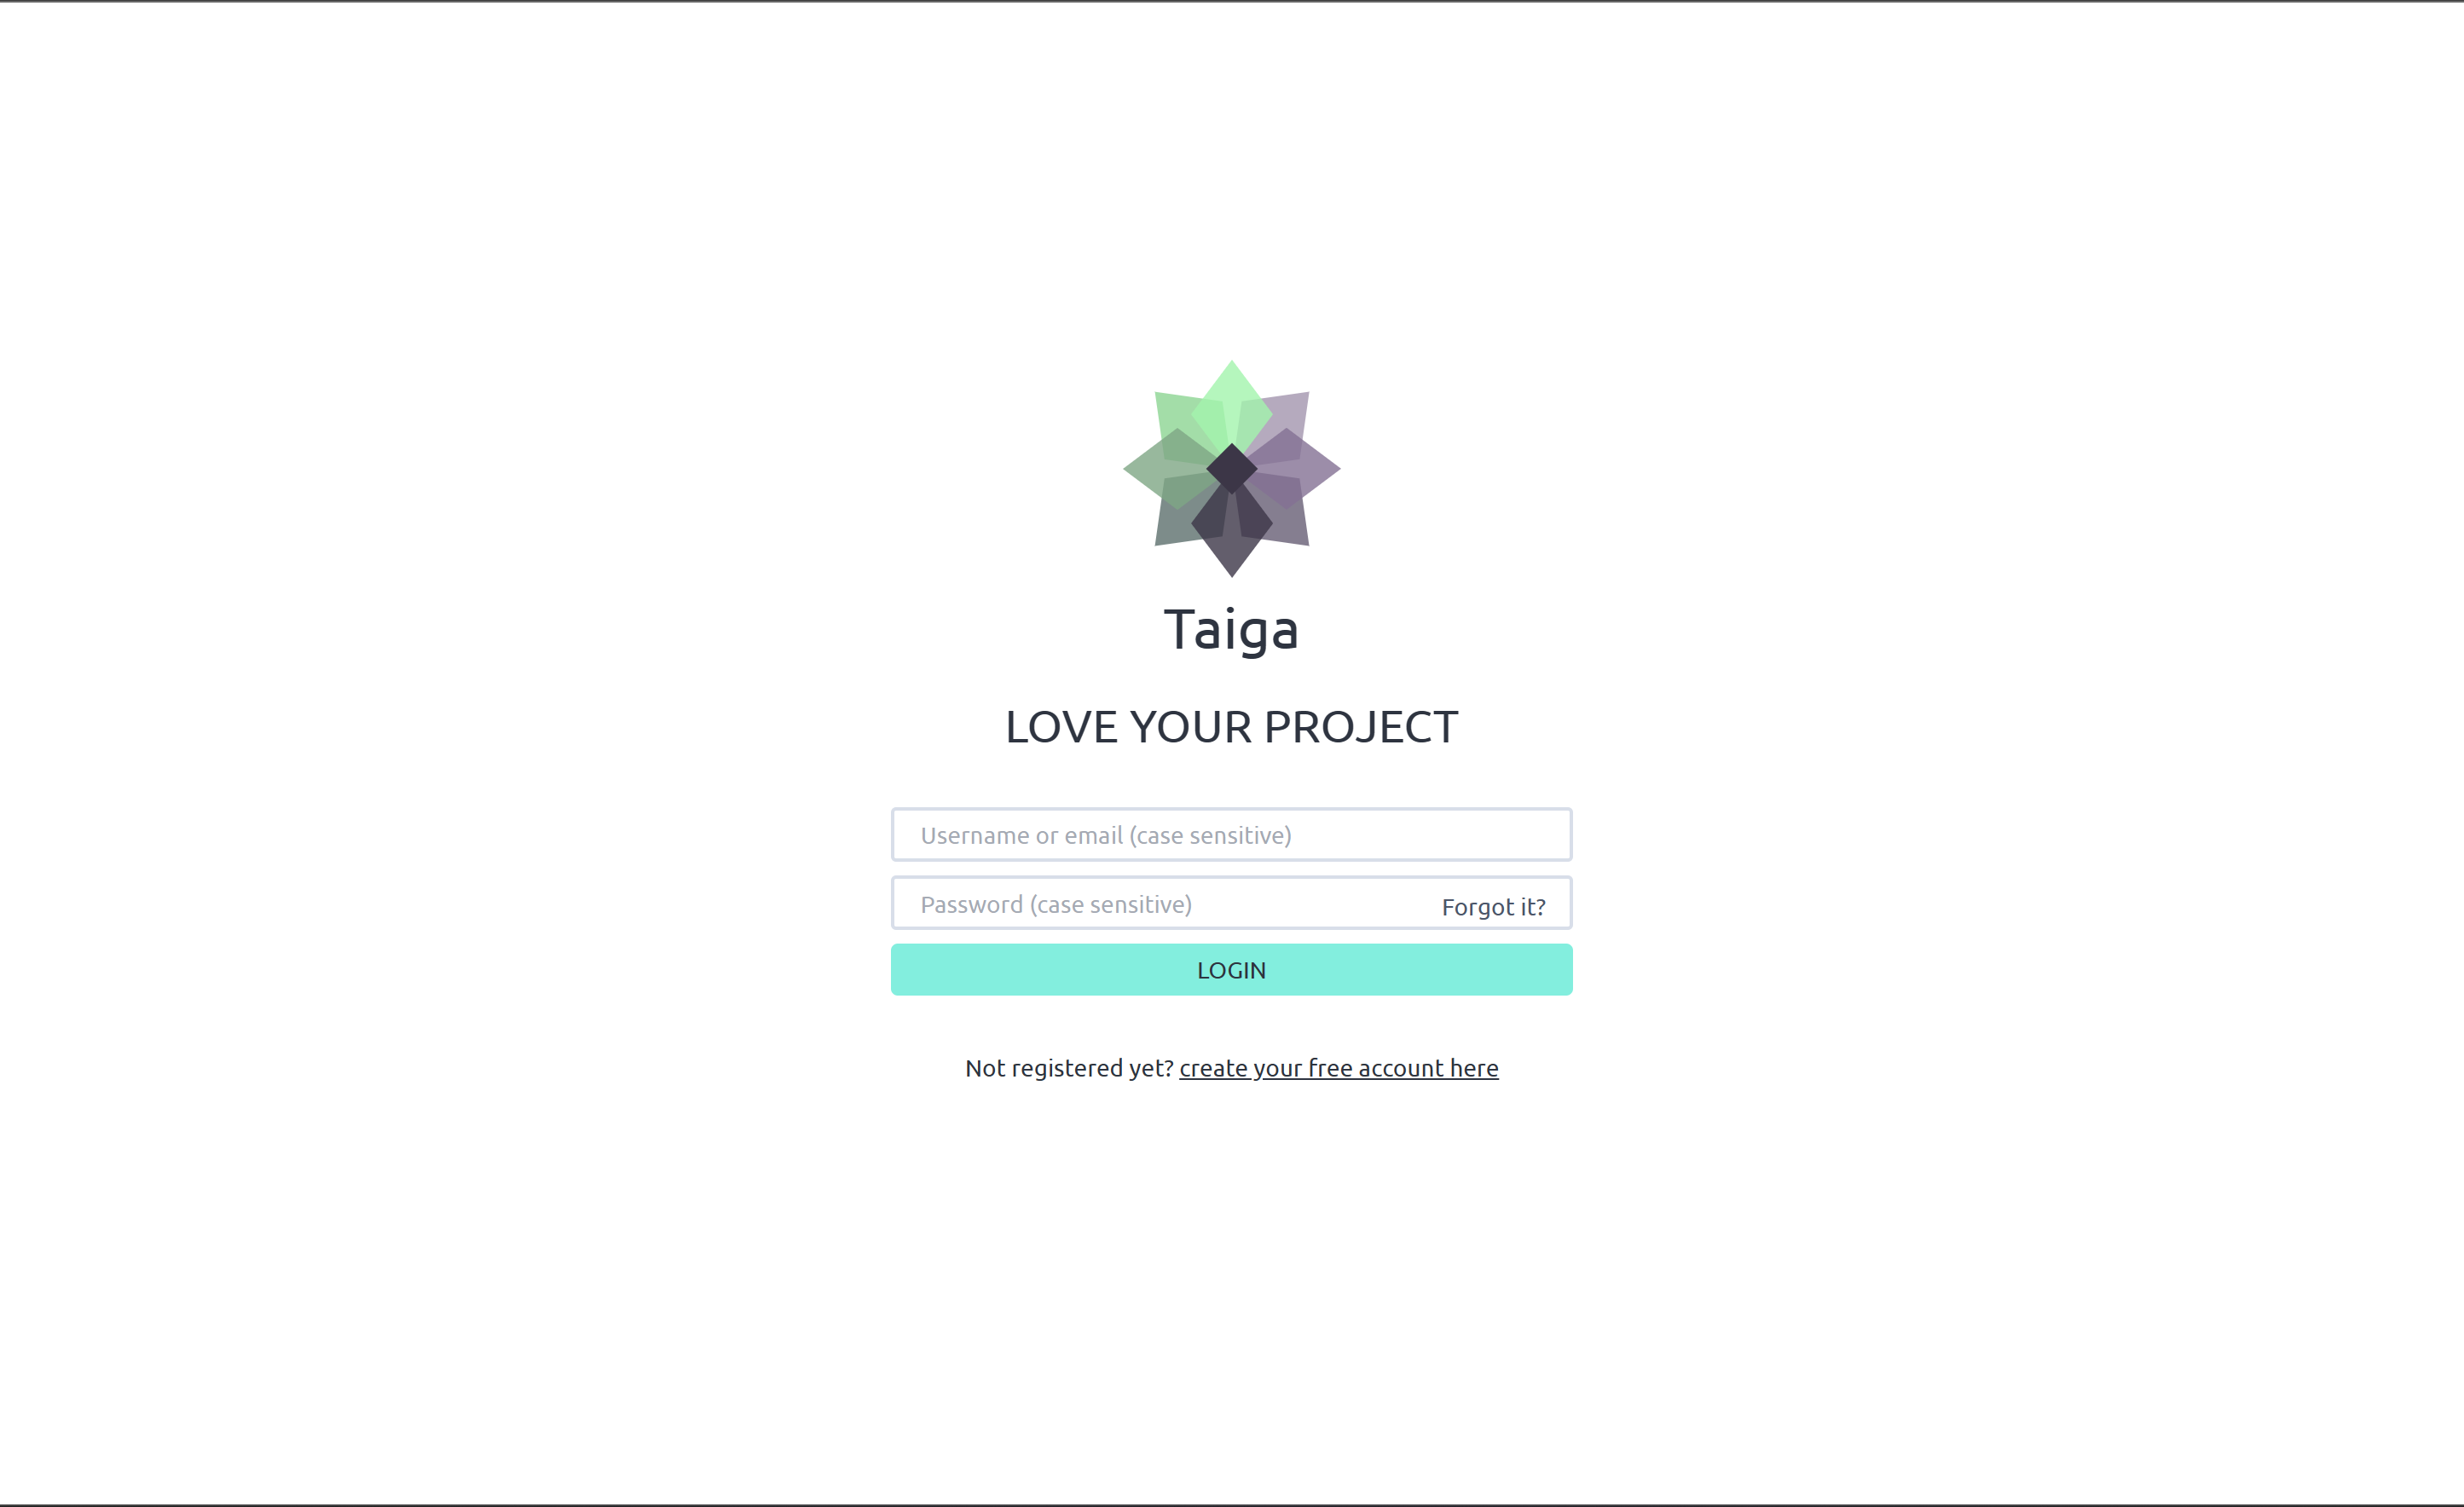 Taiga
LOVE YOUR PROJECT
Username or email (case sensitive)
Password (case sensitive) Forgot it?
LOGIN
Not registered yet? create your free account here